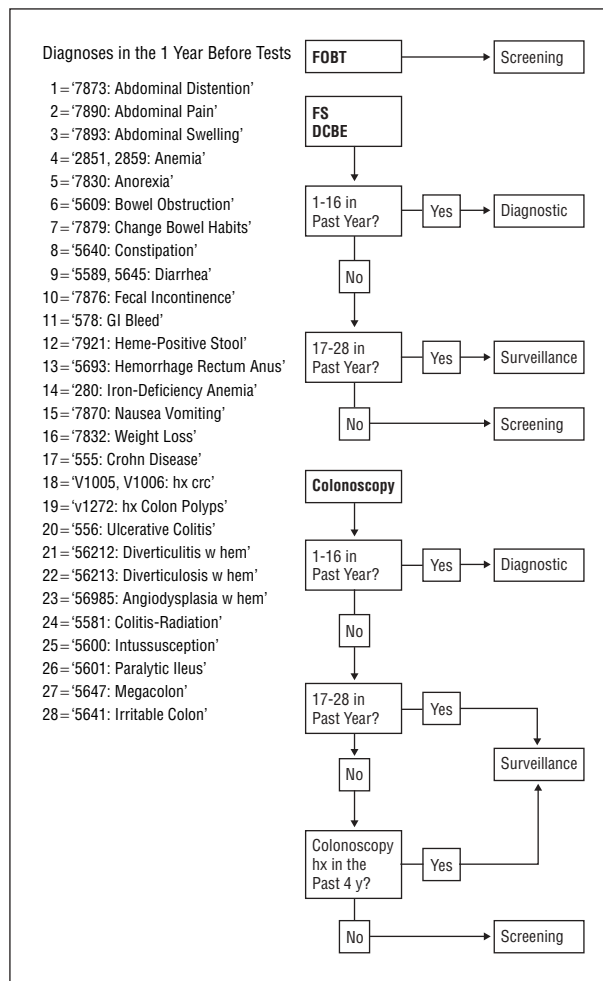 Diagnoses in the 1 Year Before Tests
1=‘7873: Abdominal Distention’
2=‘7890: Abdominal Pain’
3=‘7893: Abdominal Swelling’
4=‘2851, 2859: Anemia’
5=‘7830: Anorexia’
6=‘5609: Bowel Obstruction’
7=‘7879: Change Bowel Habits’
8=‘5640: Constipation’
9=‘5589, 5645: Diarrhea’
10=‘7876: Fecal Incontinence’
11=‘578: GI Bleed’
12=‘7921: Heme-Positive Stool’
13=‘5693: Hemorrhage Rectum Anus’
14=‘280: Iron-Deficiency Anemia’
15=‘7870: Nausea Vomiting’
16=‘7832: Weight Loss’
17=‘555: Crohn Disease’
18=‘V1005, V1006: hx crc’
19=‘v1272: hx Colon Polyps’
20=‘556: Ulcerative Colitis’
21=‘56212: Diverticulitis w hem’
22=‘56213: Diverticulosis w hem’
23=‘56985: Angiodysplasia w hem’
24=‘5581: Colitis-Radiation’
25=‘5600: Intussusception’
26=‘5601: Paralytic Ileus’
27=‘5647: Megacolon’
28=‘5641: Irritable Colon’
FOBT
Screening
FS
DCBE
1-16 in
Past Year?
Yes
Diagnostic
No
17-28 in
Past Year?
Yes
Surveillance
No
Screening
Colonoscopy
1-16 in
Past Year?
Yes
Diagnostic
No
17-28 in
Past Year?
Yes
Surveillance
No
Colonoscopy
hx in the
Past 4 y?
Yes
No
Screening